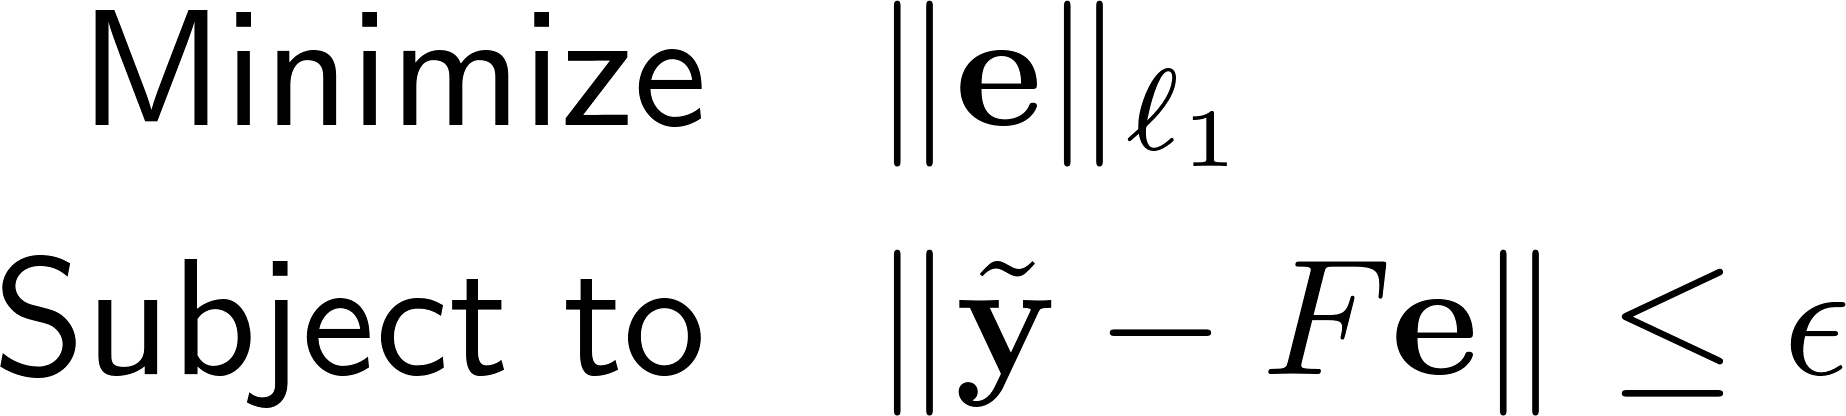 Minimize ‖e‖ℓ₁
Subject to ‖ỹ − Fe‖ ≤ ϵ